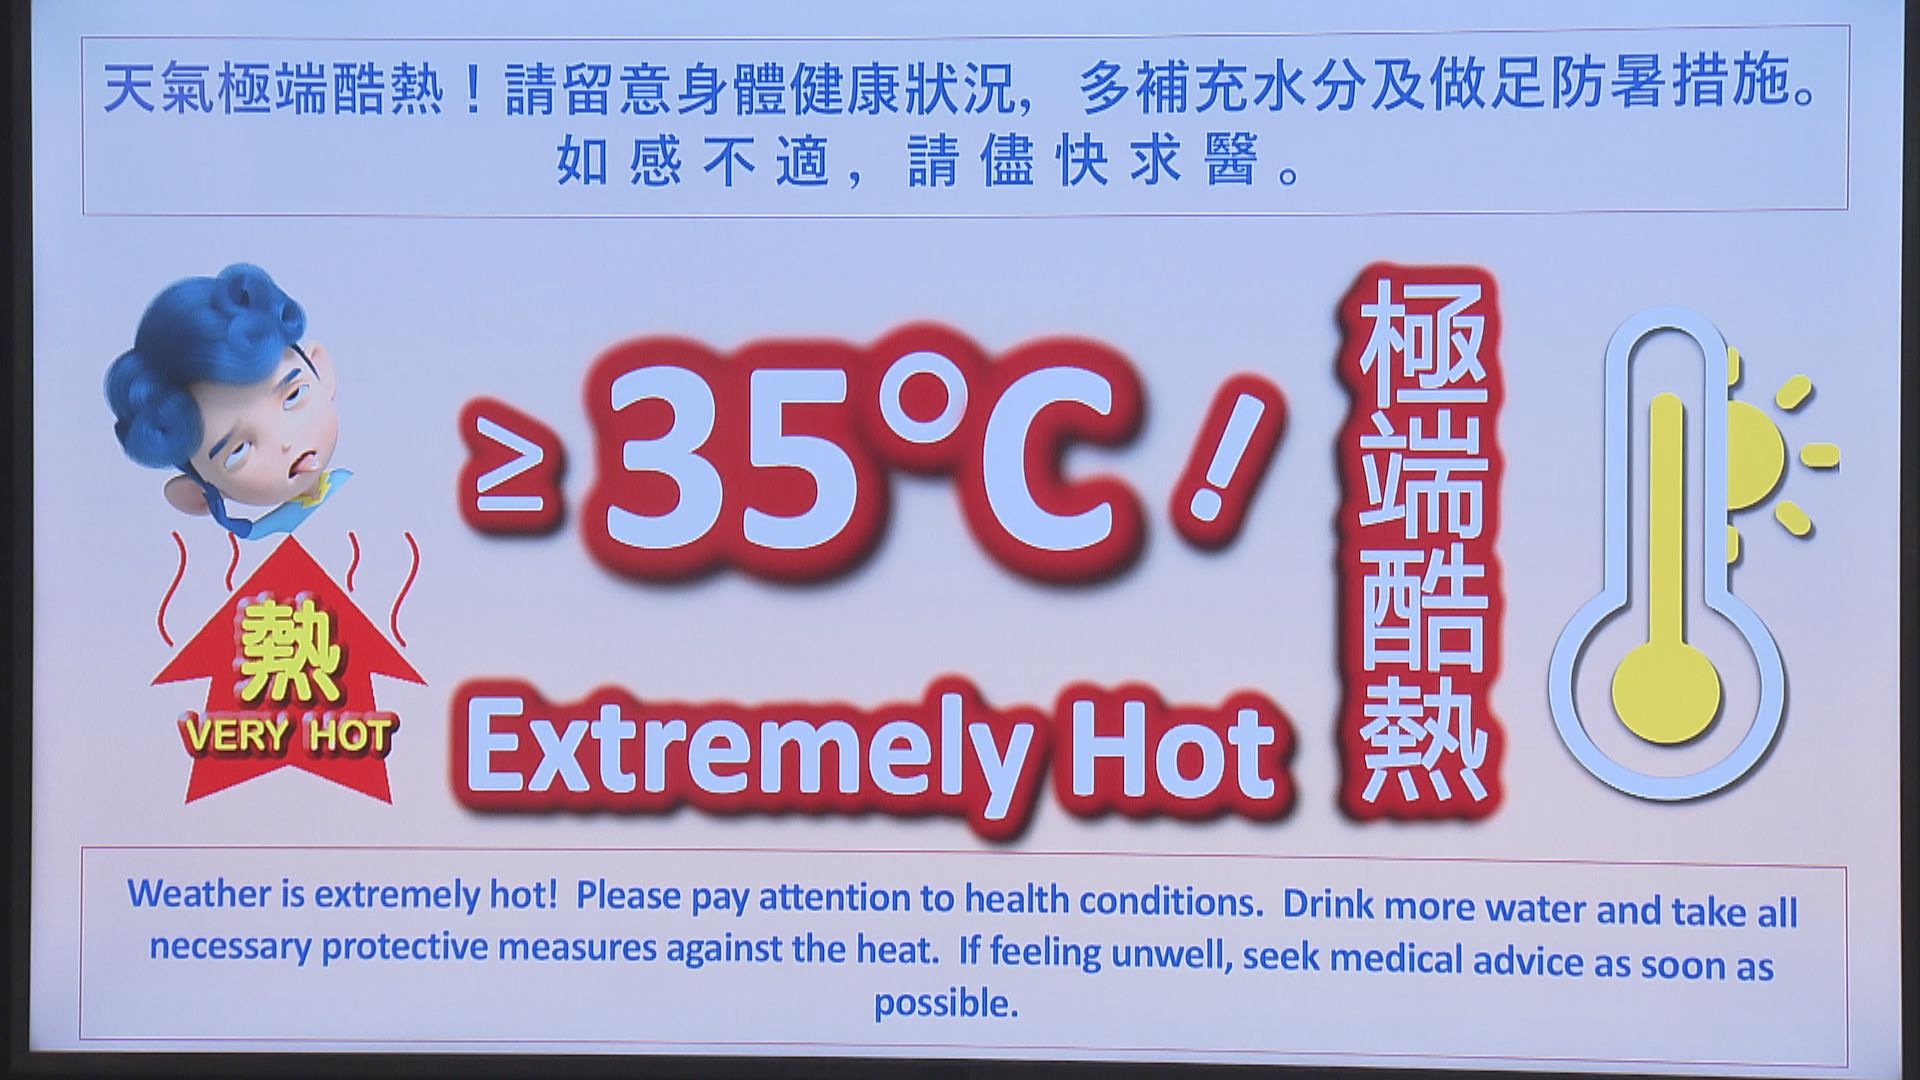 天氣極端酷熱！請留意身體健康狀況，多補充水分及做足防暑措施。
如感不適，請儘快求醫。
≥35°C!
極端酷熱
熱
VERY HOT
Extremely Hot
Weather is extremely hot!  Please pay attention to health conditions.  Drink more water and take all
necessary protective measures against the heat.  If feeling unwell, seek medical advice as soon as
possible.